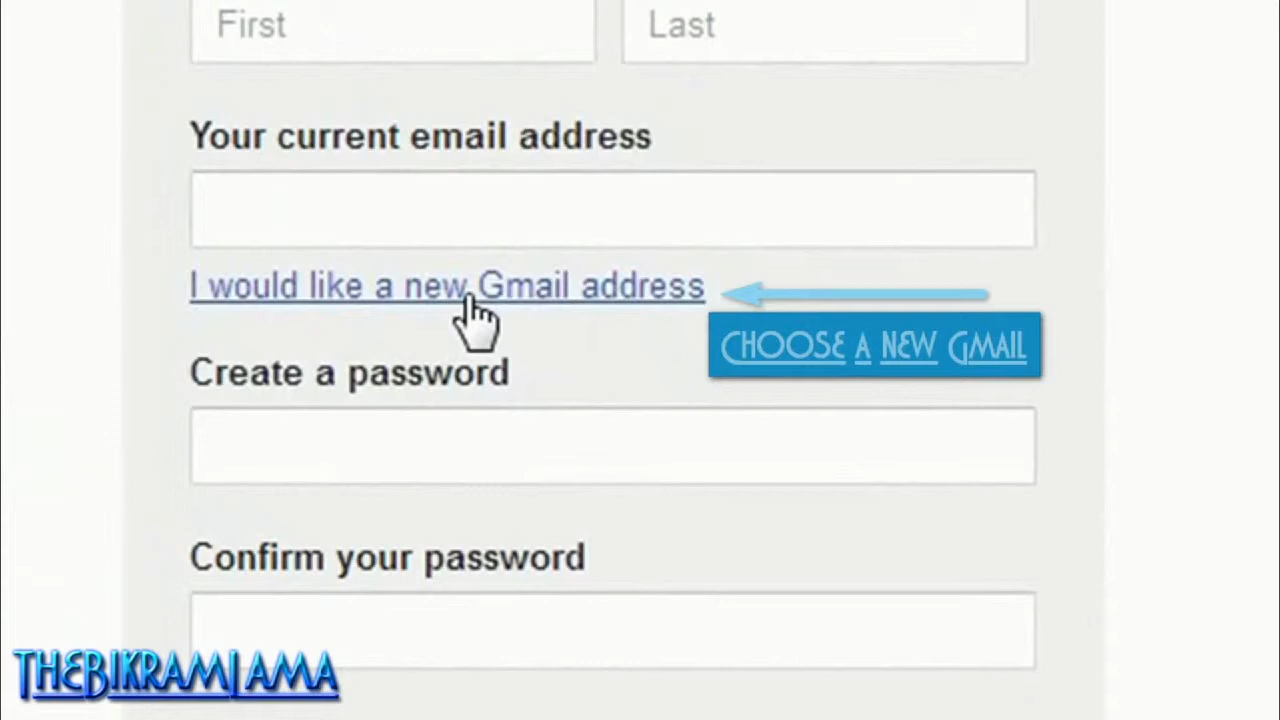 First
Last
Your current email address
I would like a new Gmail address
Choose a new Gmail
Create a password
Confirm your password
TheBikramLama